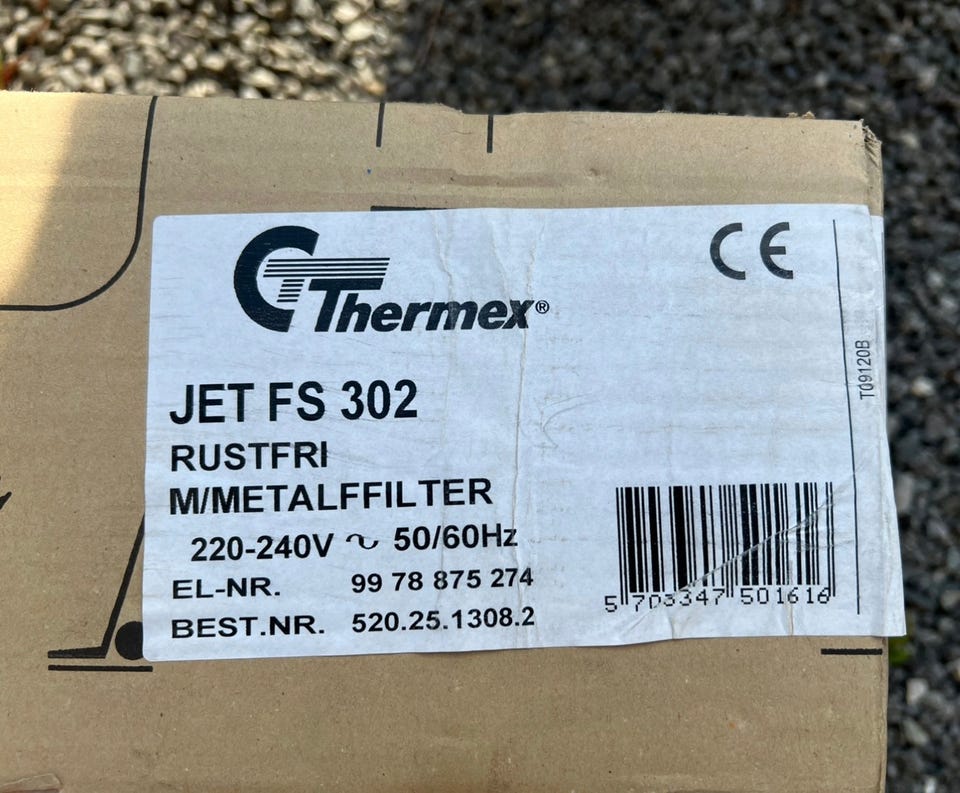 Thermex®
CE
JET FS 302
RUSTFRI
M/METALFFILTER
220-240V ~ 50/60Hz
EL-NR. 99 78 875 274
BEST.NR. 520.25.1308.2
5 703347 501616
T09120B